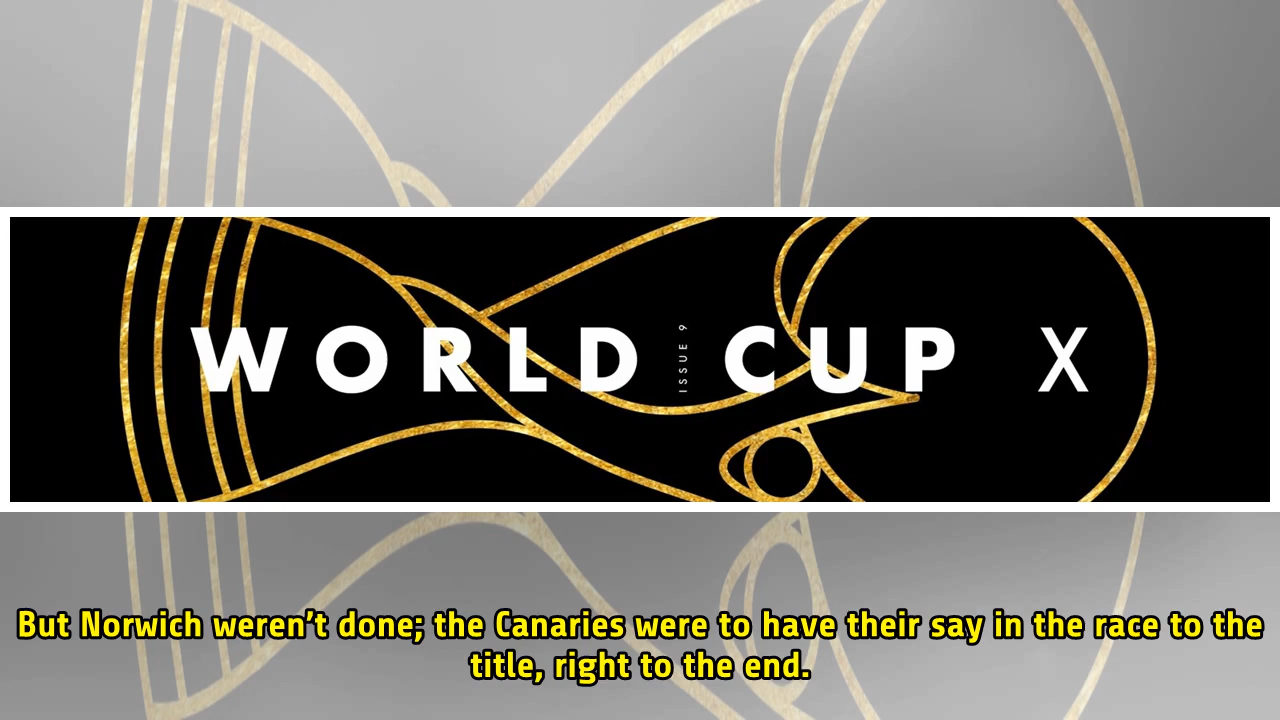 WORLD ISSUE 9 CUP X
But Norwich weren’t done; the Canaries were to have their say in the race to the
title, right to the end.